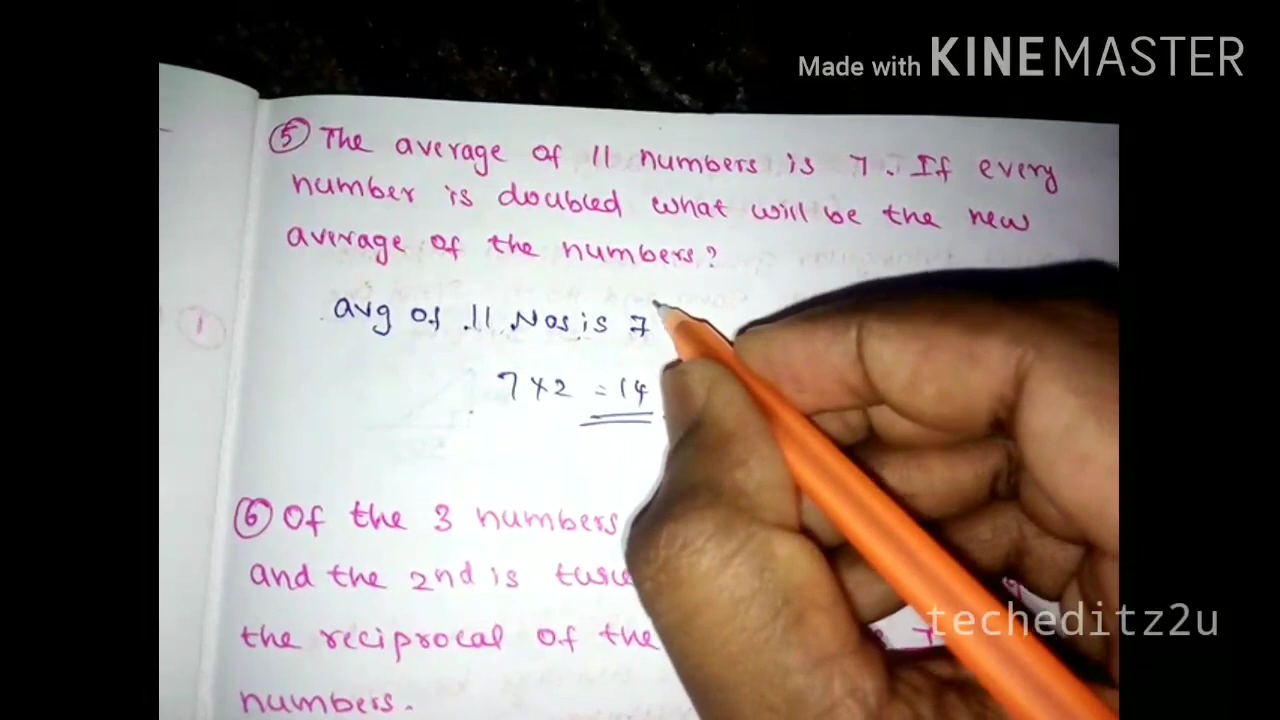 Made with KINEMASTER
⑤ The average of 11 numbers is 7. If every
number is doubled what will be the new
average of the numbers?
avg of 11 Nos is 7
7×2 = 14
1
⑥ Of the 3 numbers
and the 2nd is
the reciprocal of the
numbers.
techeditz2u